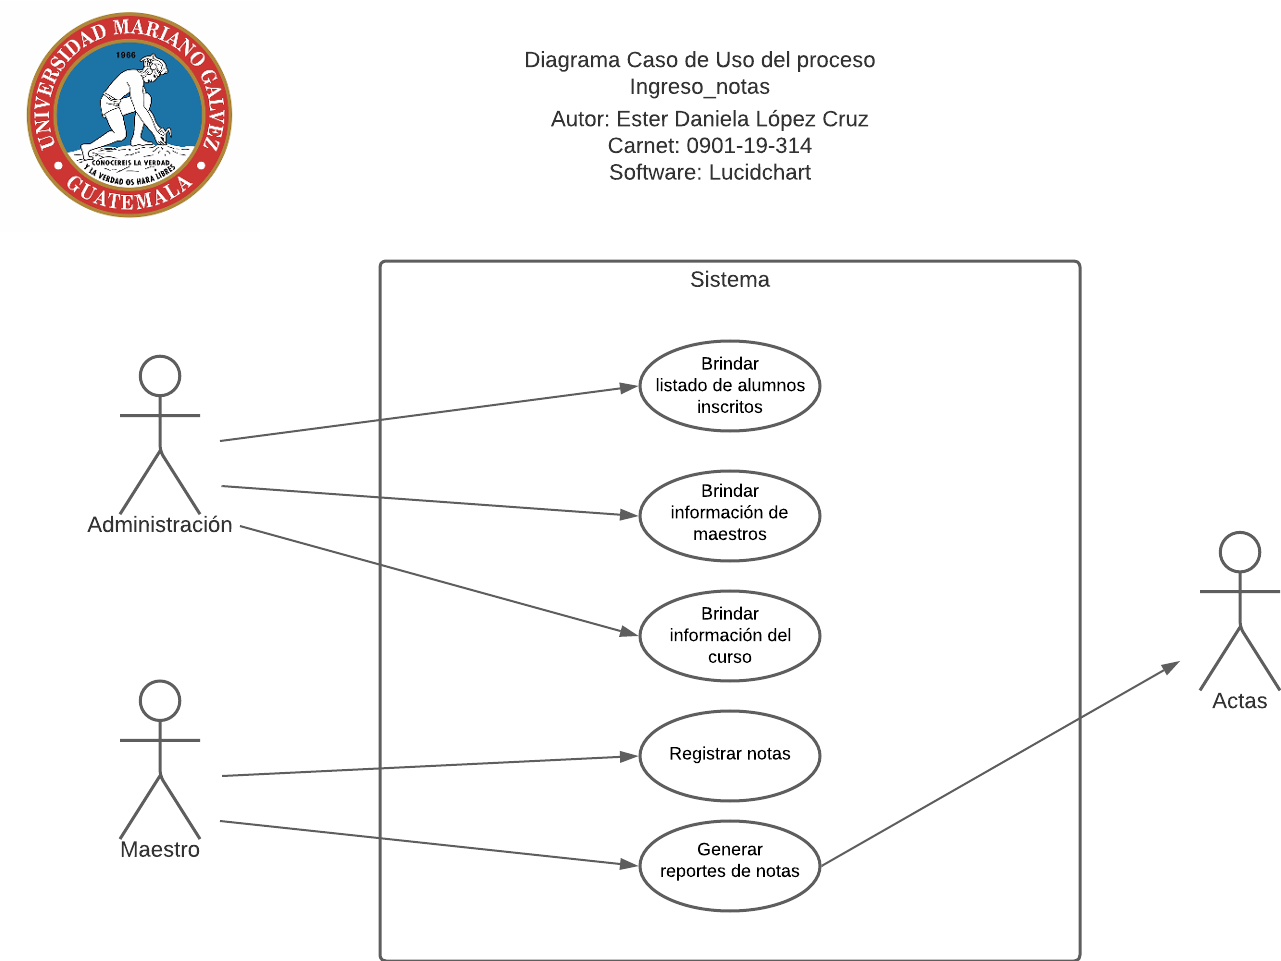 UNIVERSIDAD MARIANO GALVEZ
1966
CONOCEREIS LA VERDAD
Y LA VERDAD OS HARA LIBRES
GUATEMALA
Diagrama Caso de Uso del proceso
Ingreso_notas
Autor: Ester Daniela López Cruz
Carnet: 0901-19-314
Software: Lucidchart
Sistema
Brindar
listado de alumnos
inscritos
Brindar
información de
maestros
Administración
Brindar
información del
curso
Actas
Registrar notas
Maestro
Generar
reportes de notas